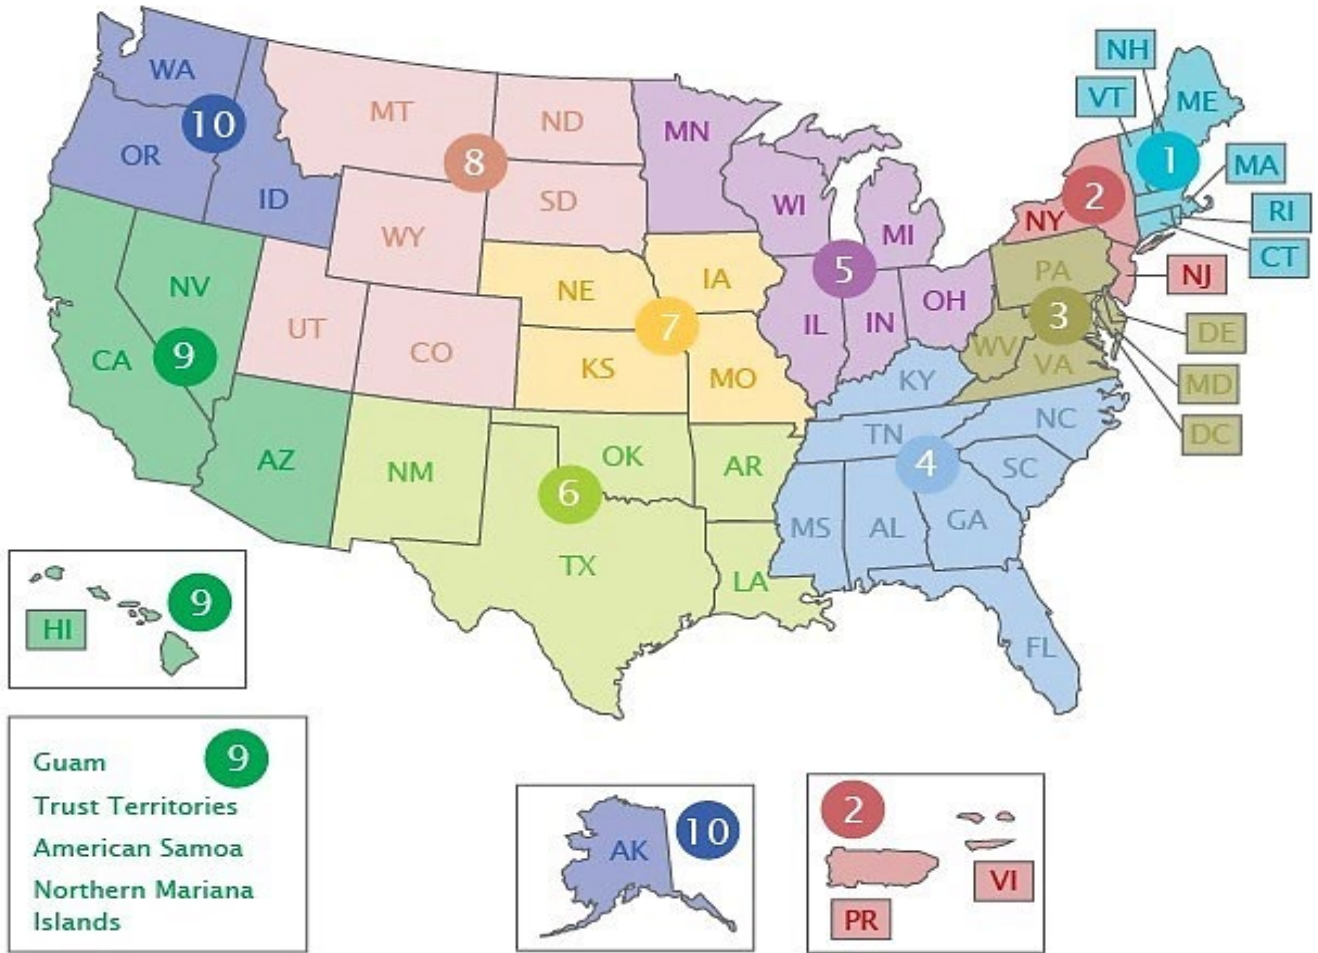 NH
VT
ME
WA
MT
ND
MN
10
OR
8
1
MA
2
ID
SD
WI
NY
RI
WY
MI
CT
5
PA
NJ
NV
NE
IA
OH
3
DE
UT
7
IL
IN
9
CO
KS
WV
VA
CA
MO
KY
MD
NC
TN
DC
AZ
NM
OK
AR
4
SC
6
MS
AL
GA
TX
LA
9
HI
FL
9
Guam
Trust Territories
American Samoa
Northern Mariana
Islands
10
AK
2
VI
PR